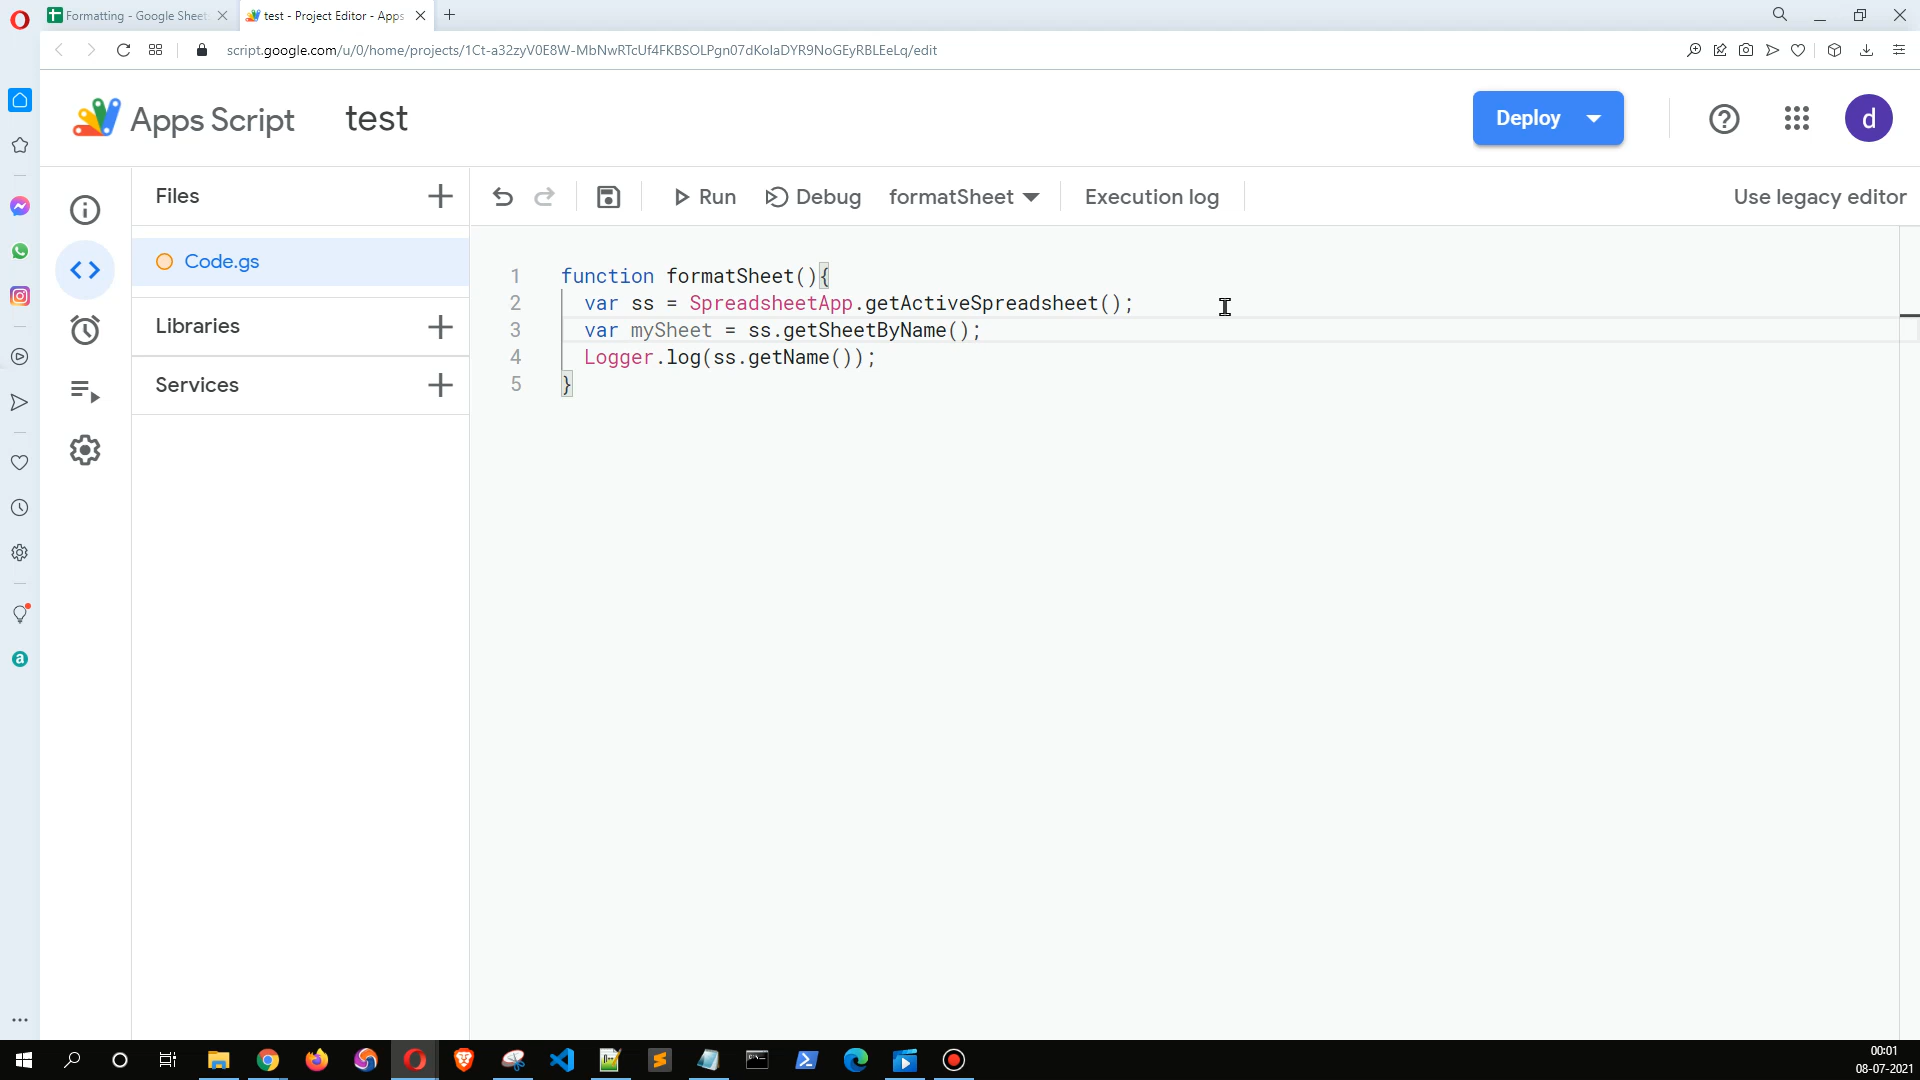 Formatting - Google Sheet
test - Project Editor - Apps
script.google.com/u/0/home/projects/1Ct-a32zyV0E8W-MbNwRTcUf4FKBSOLPgn07dKolaDYR9NoGEyRBLEeLq/edit
Apps Script
test
Deploy
d
Files
Run
Debug
formatSheet
Execution log
Use legacy editor
Code.gs
Libraries
Services
1 function formatSheet(){
2 var ss = SpreadsheetApp.getActiveSpreadsheet();
3 var mySheet = ss.getSheetByName();
4 Logger.log(ss.getName());
5 }
a
00:01
08-07-2021